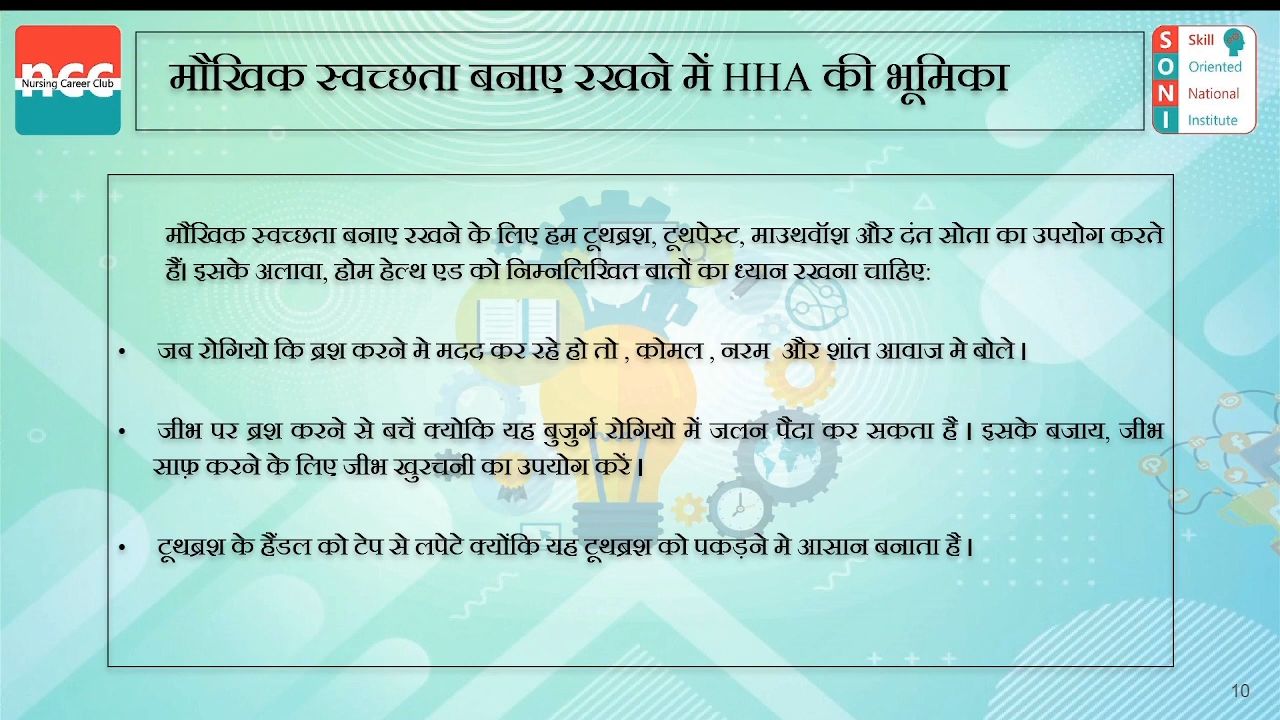 ncc
Nursing Career Club
मौखिक स्वच्छता बनाए रखने में HHA की भूमिका
S Skill
O Oriented
N National
I Institute
मौखिक स्वच्छता बनाए रखने के लिए हम टूथब्रश, टूथपेस्ट, माउथवॉश और दंत सोता का उपयोग करते
हैं। इसके अलावा, होम हेल्थ एड को निम्नलिखित बातों का ध्यान रखना चाहिए:
• जब रोगियो कि ब्रश करने मे मदद कर रहे हो तो , कोमल , नरम और शांत आवाज मे बोले ।
• जीभ पर ब्रश करने से बचें क्योकि यह बुजुर्ग रोगियो में जलन पैदा कर सकता है । इसके बजाय, जीभ
साफ़ करने के लिए जीभ खुरचनी का उपयोग करें ।
• टूथब्रश के हैंडल को टेप से लपेटे क्योंकि यह टूथब्रश को पकड़ने मे आसान बनाता है ।
10